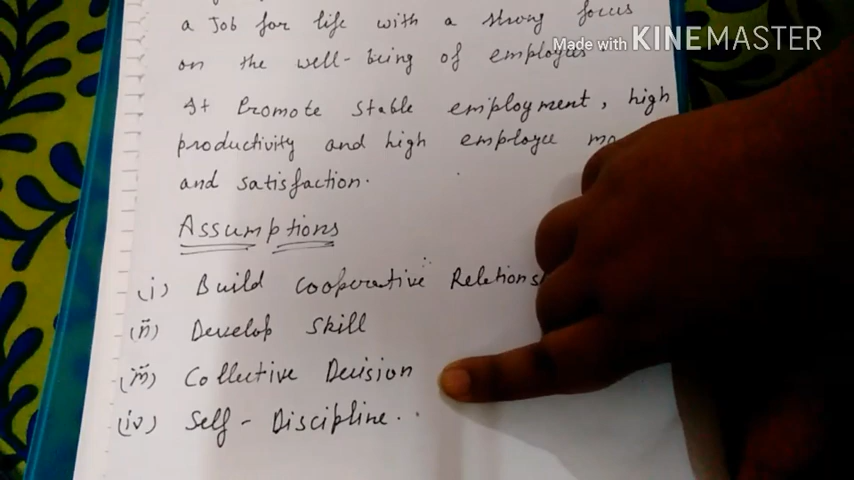 a Job for life with a strong focus
Made with KINEMASTER
on the well-being of employees.
It Promote stable employment, high
productivity and high employee mo
and satisfaction.
Assumptions
(i) Build Cooperative Relations
(ii) Develop Skill
(iii) Collective Decision
(iv) Self-Discipline..